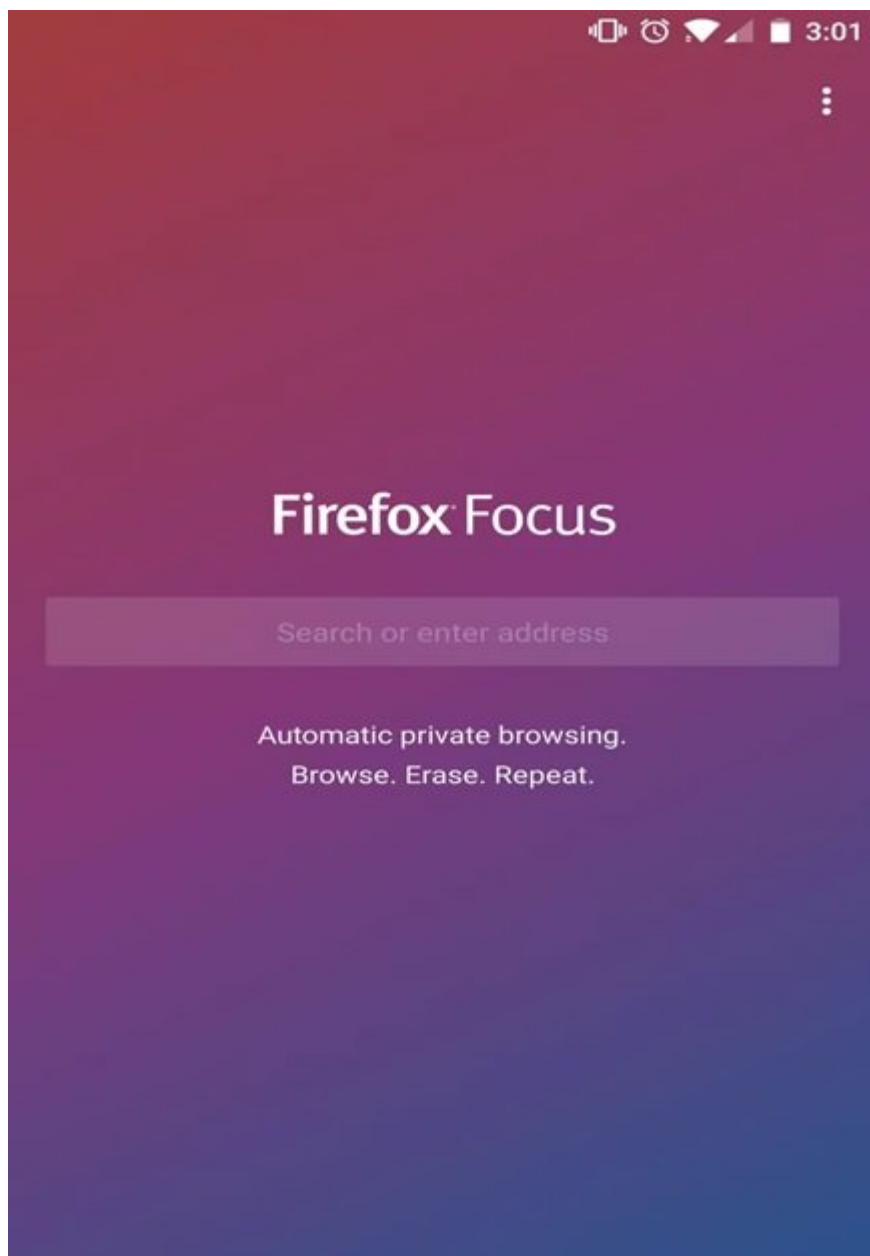 3:01
Firefox Focus
Search or enter address
Automatic private browsing.
Browse. Erase. Repeat.